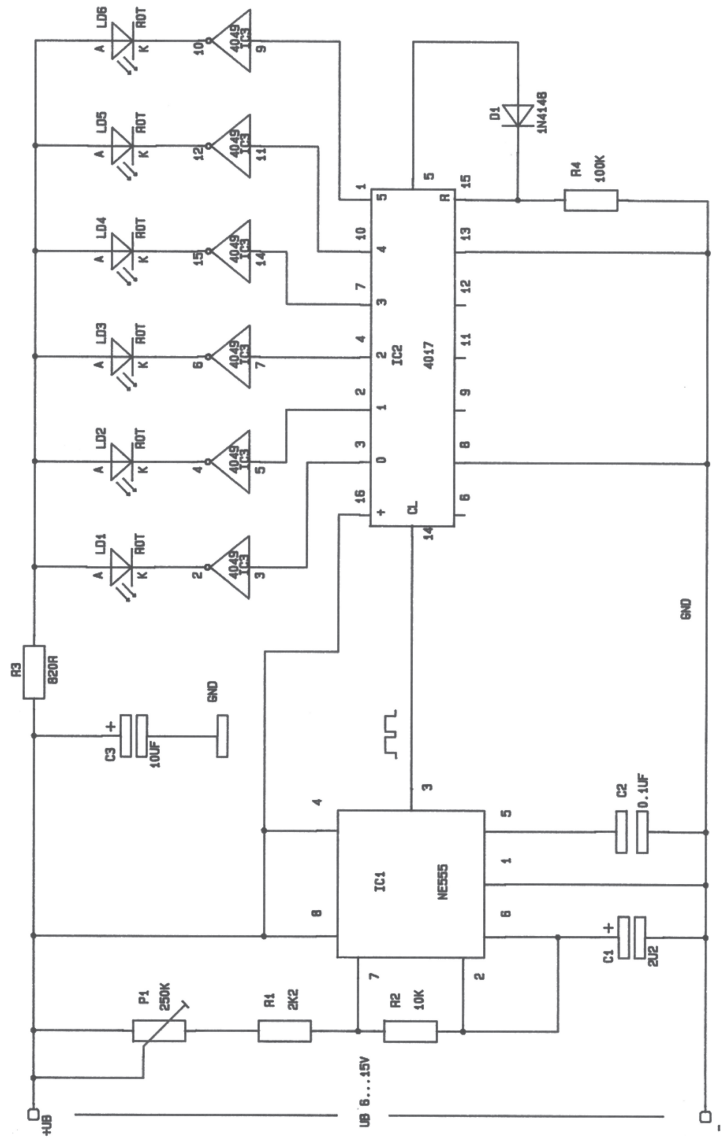 LD6
A
ROT
K
10
4049
IC3
9
LD5
A
ROT
K
12
4049
IC3
11
LD4
A
ROT
K
15
4049
IC3
14
LD3
A
ROT
K
6
4049
IC3
7
LD2
A
ROT
K
4
4049
IC3
5
LD1
A
ROT
K
2
4049
IC3
3
D1
1N4148
R4
100K
1
10
7
4
2
3
16
5
4
3
2
1
0
+
IC2
4017
CL
14
5
R
15
13
12
11
9
8
6
R3
820R
C3
+
10UF
GND
GND
4
8
IC1
NE555
3
5
1
6
7
2
C2
0.1UF
C1
+
2U2
P1
250K
R1
2K2
R2
10K
+UB
UB 6...15V
-